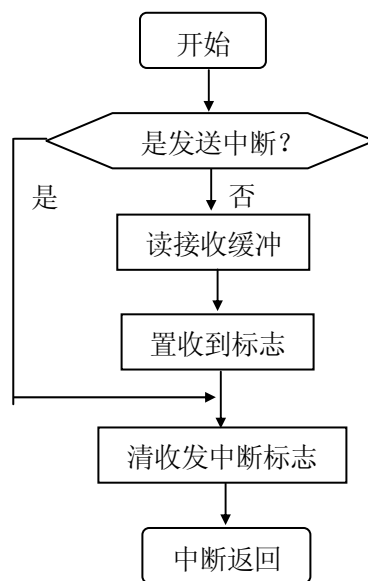 开始
是发送中断？
是
否
读接收缓冲
置收到标志
清收发中断标志
中断返回